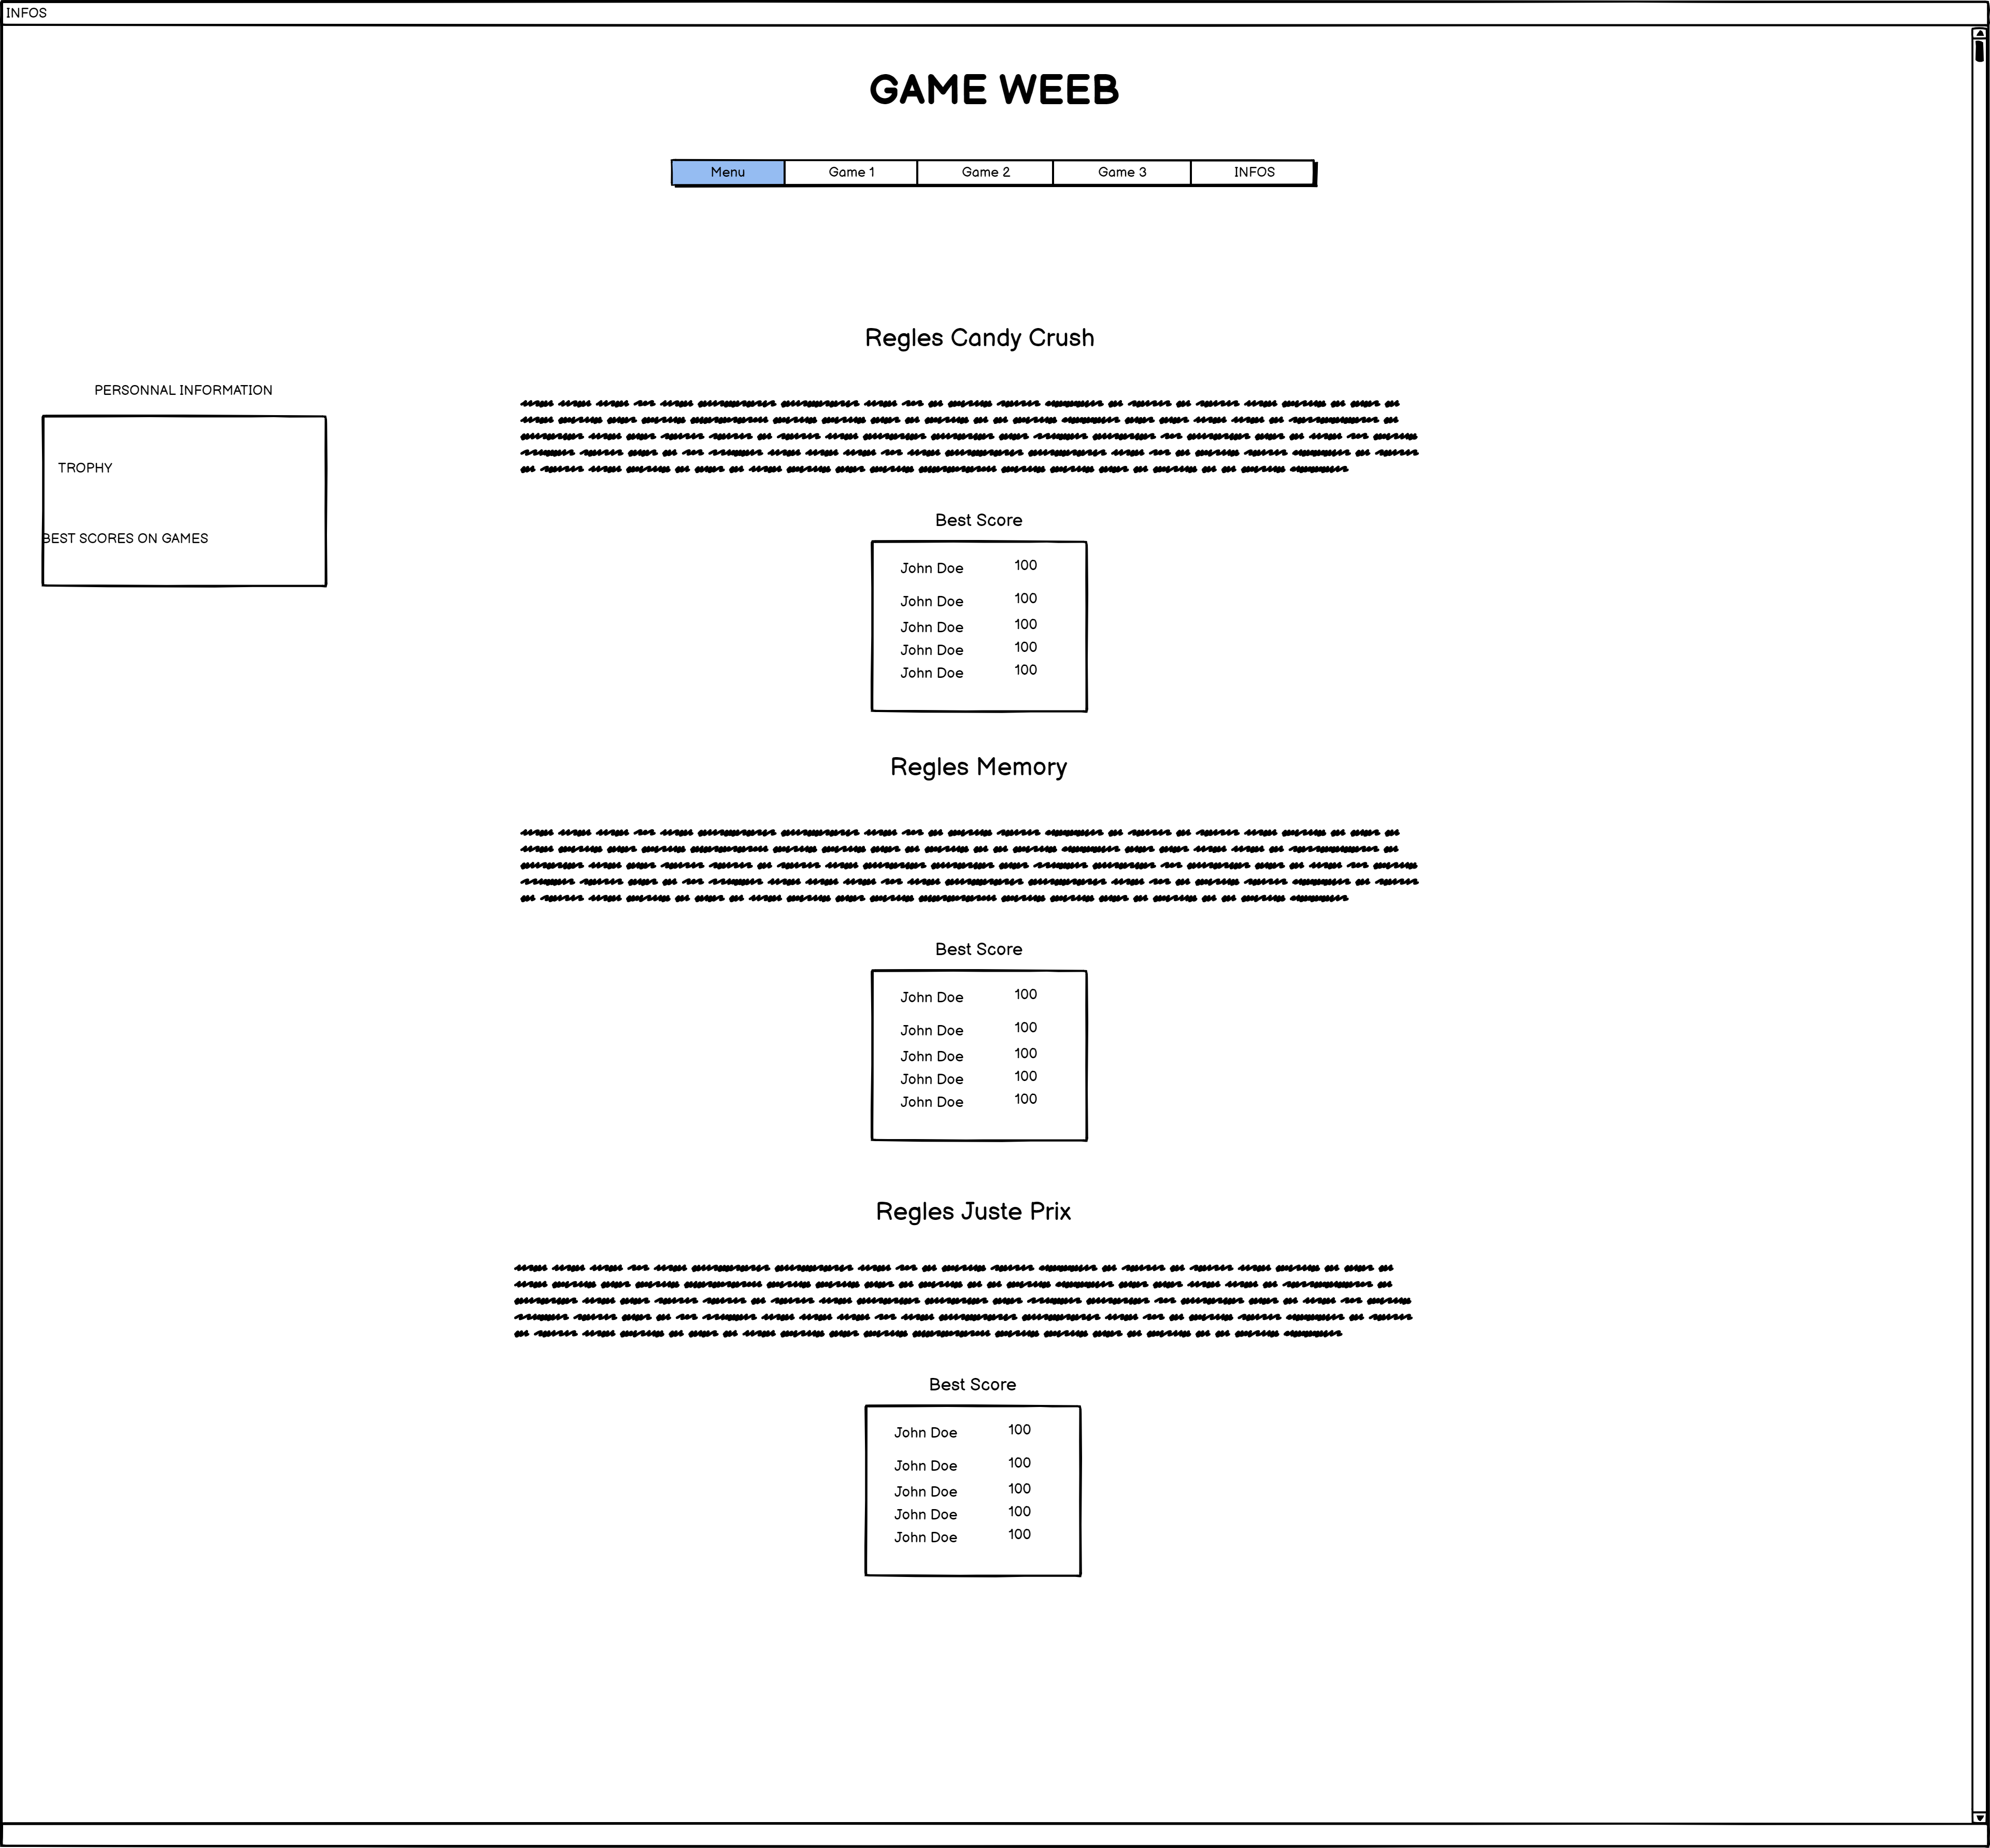 INFOS
GAME WEEB
Menu Game 1 Game 2 Game 3 INFOS
PERSONNAL INFORMATION
TROPHY
BEST SCORES ON GAMES
Regles Candy Crush
Best Score
John Doe 100
John Doe 100
John Doe 100
John Doe 100
John Doe 100
Regles Memory
Best Score
John Doe 100
John Doe 100
John Doe 100
John Doe 100
John Doe 100
Regles Juste Prix
Best Score
John Doe 100
John Doe 100
John Doe 100
John Doe 100
John Doe 100